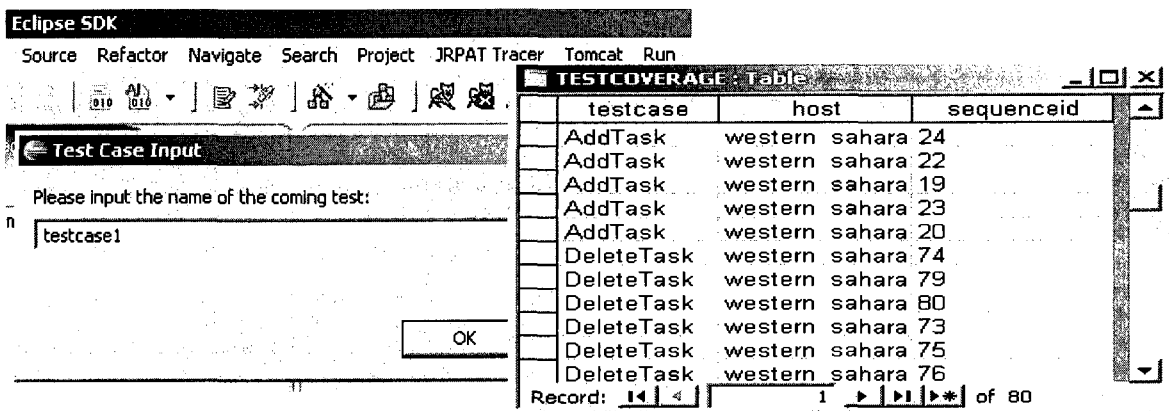 Eclipse SDK
Source Refactor Navigate Search Project JRPAT Tracer Tomcat Run
Test Case Input
Please input the name of the coming test:
n
testcase1
OK
TESTCOVERAGE : Table
testcase host sequenceid
AddTask western sahara 24
AddTask western sahara 22
AddTask western sahara 19
AddTask western sahara 23
AddTask western sahara 20
DeleteTask western sahara 74
DeleteTask western sahara 79
DeleteTask western sahara 80
DeleteTask western sahara 73
DeleteTask western sahara 75
DeleteTask western sahara 76
Record: 1 of 80